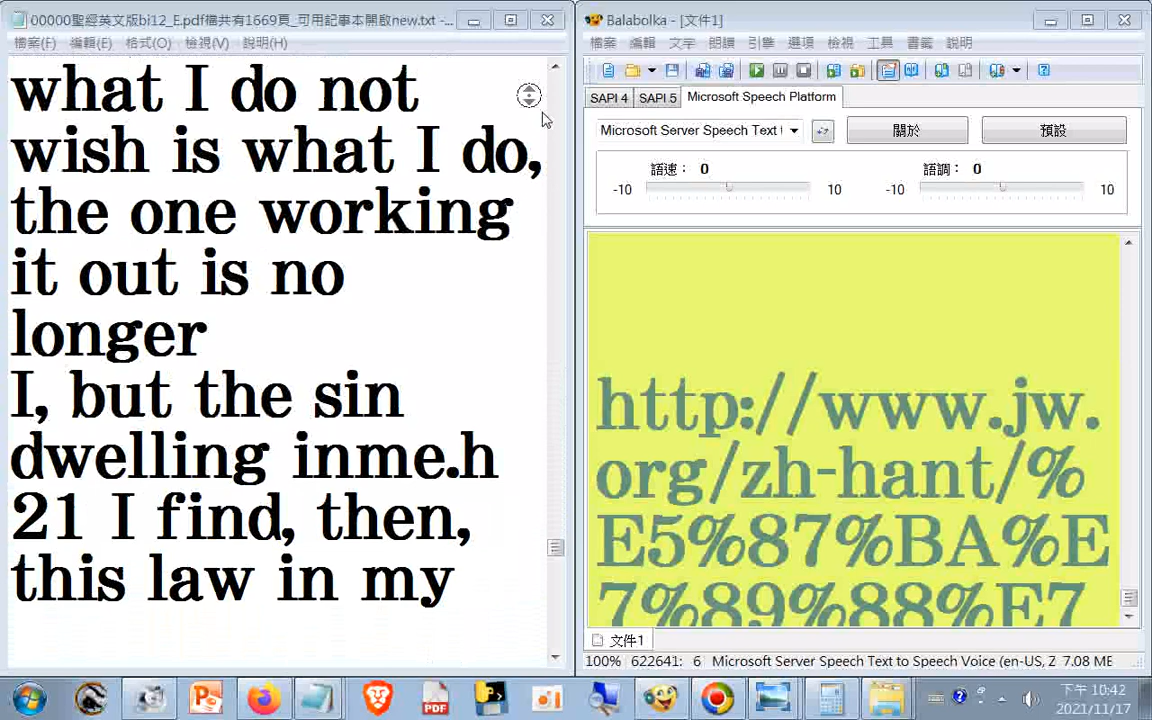 00000聖經英文版bi12_E.pdf檔共有1669頁_可用記事本開啟new.txt -...
檔案(F) 編輯(E) 格式(O) 檢視(V) 說明(H)
what I do not
wish is what I do,
the one working
it out is no
longer
I, but the sin
dwelling inme.h
21 I find, then,
this law in my
Balabolka - [文件1]
檔案 編輯 文字 朗讀 引擎 選項 檢視 工具 書籤 說明
SAPI 4 SAPI 5 Microsoft Speech Platform
Microsoft Server Speech Text t 關於 預設
語速： 0 語調： 0
-10 10 -10 10
http://www.jw.
org/zh-hant/%
E5%87%BA%E
7%89%88%E7
文件1
100% 622641: 6 Microsoft Server Speech Text to Speech Voice (en-US, Z 7.08 ME
PDF
下午 10:42
2021/11/17